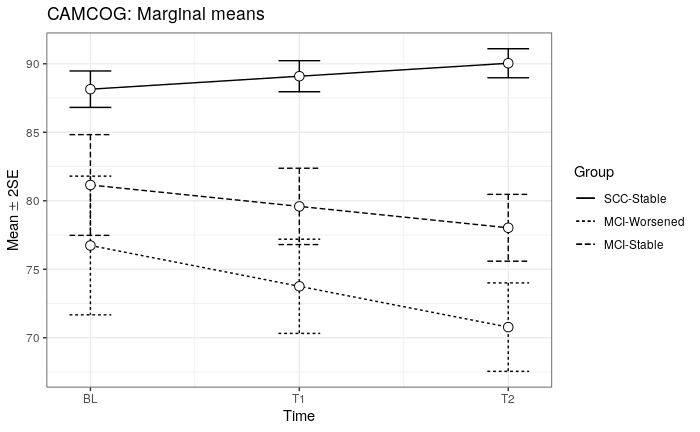 CAMCOG: Marginal means
Mean ± 2SE
90
85
80
75
70
BL
T1
T2
Time
Group
SCC-Stable
MCI-Worsened
MCI-Stable